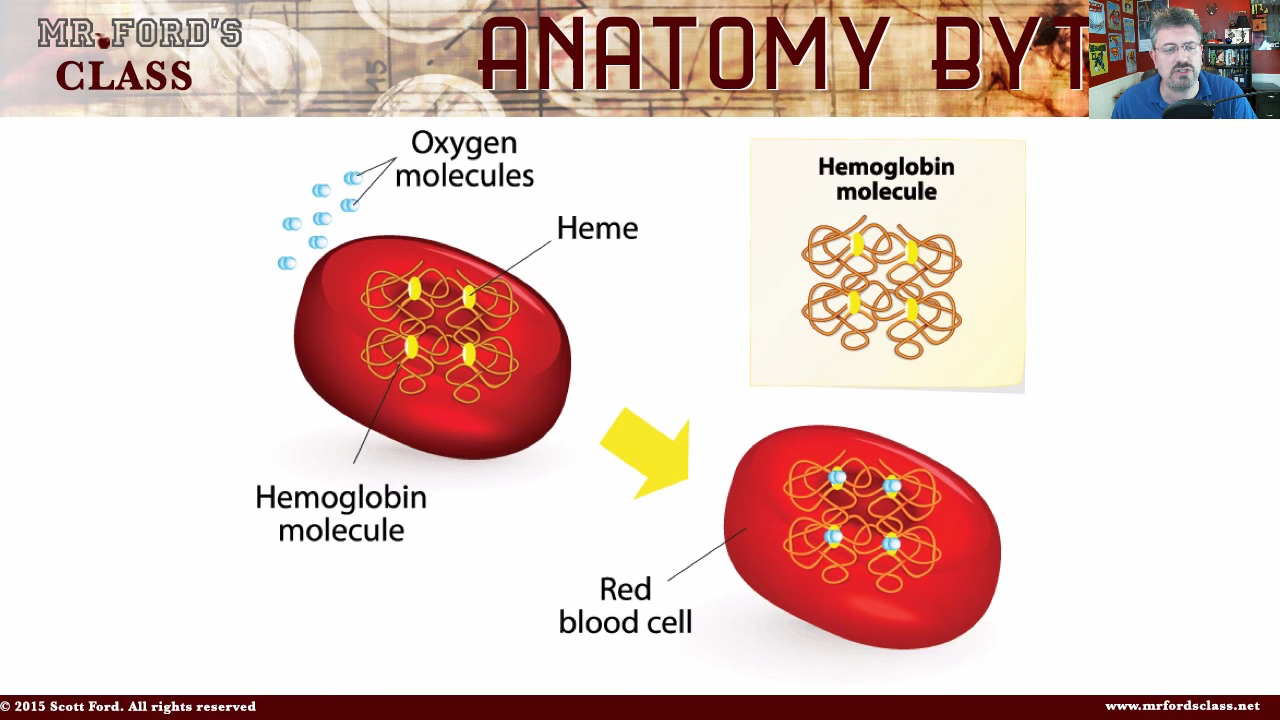 MR. FORD'S
CLASS
ANATOMY BYT
Oxygen
molecules
Heme
Hemoglobin
molecule
Hemoglobin
molecule
Red
blood cell
© 2015 Scott Ford. All rights reserved
www.mrfordsclass.net